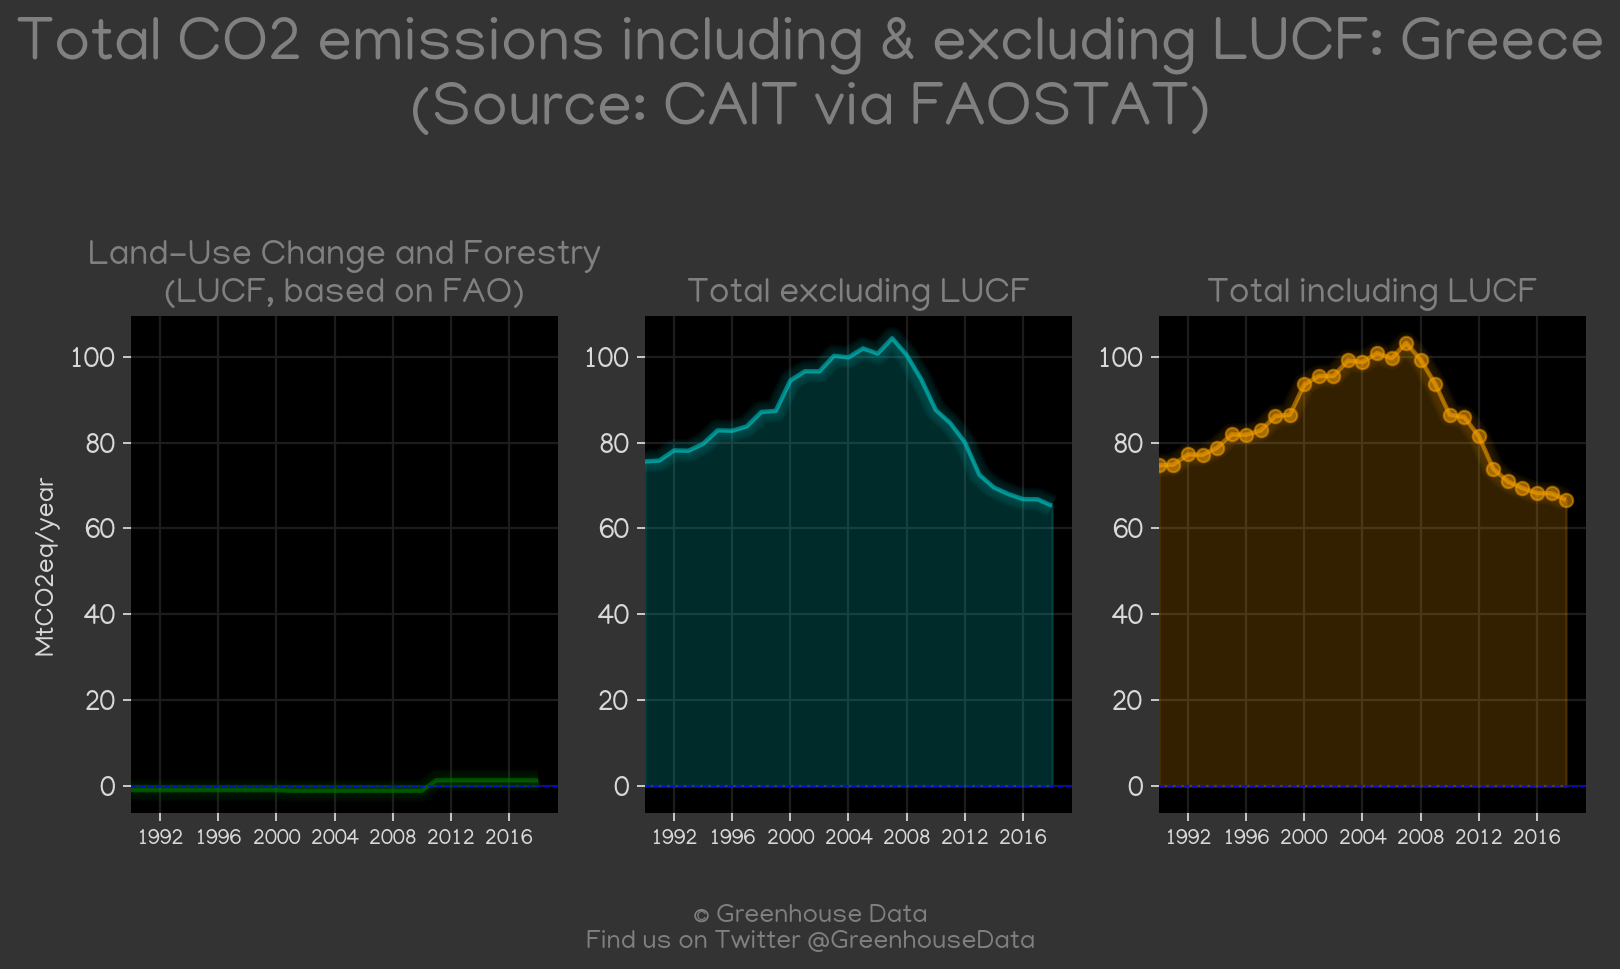 Total CO2 emissions including & excluding LUCF: Greece
(Source: CAIT via FAOSTAT)
Land-Use Change and Forestry
(LUCF, based on FAO)
MtCO2eq/year
100
80
60
40
20
0
1992 1996 2000 2004 2008 2012 2016
Total excluding LUCF
100
80
60
40
20
0
1992 1996 2000 2004 2008 2012 2016
Total including LUCF
100
80
60
40
20
0
1992 1996 2000 2004 2008 2012 2016
© Greenhouse Data
Find us on Twitter @GreenhouseData